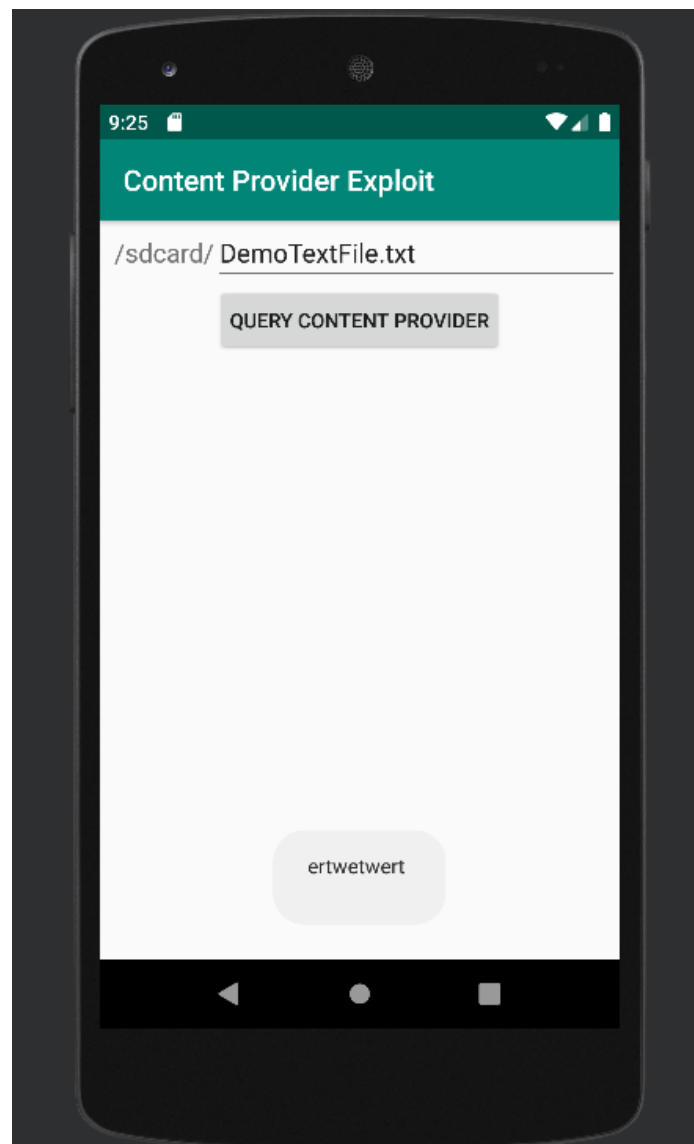 9:25
Content Provider Exploit
/sdcard/ DemoTextFile.txt
QUERY CONTENT PROVIDER
ertwetwert